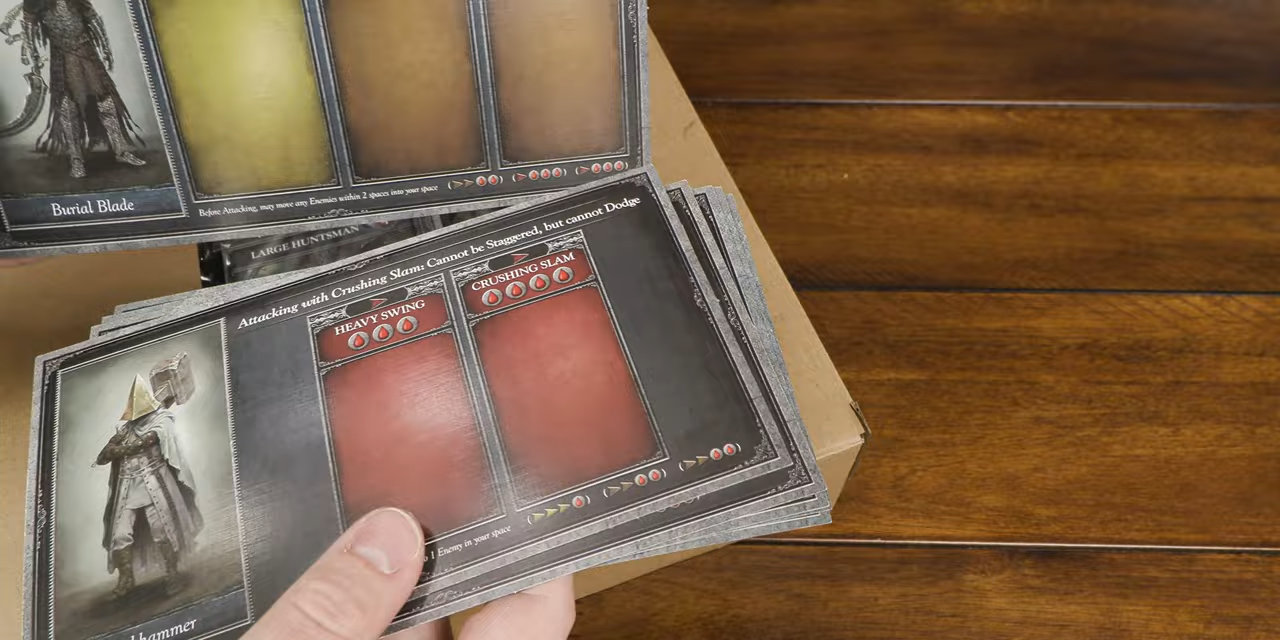 Burial Blade
Before Attacking, may move any Enemies within 2 spaces into your space
LARGE HUNTSMAN
Attacking with Crushing Slam: Cannot be Staggered, but cannot Dodge
HEAVY SWING
CRUSHING SLAM
1 Enemy in your space
hammer